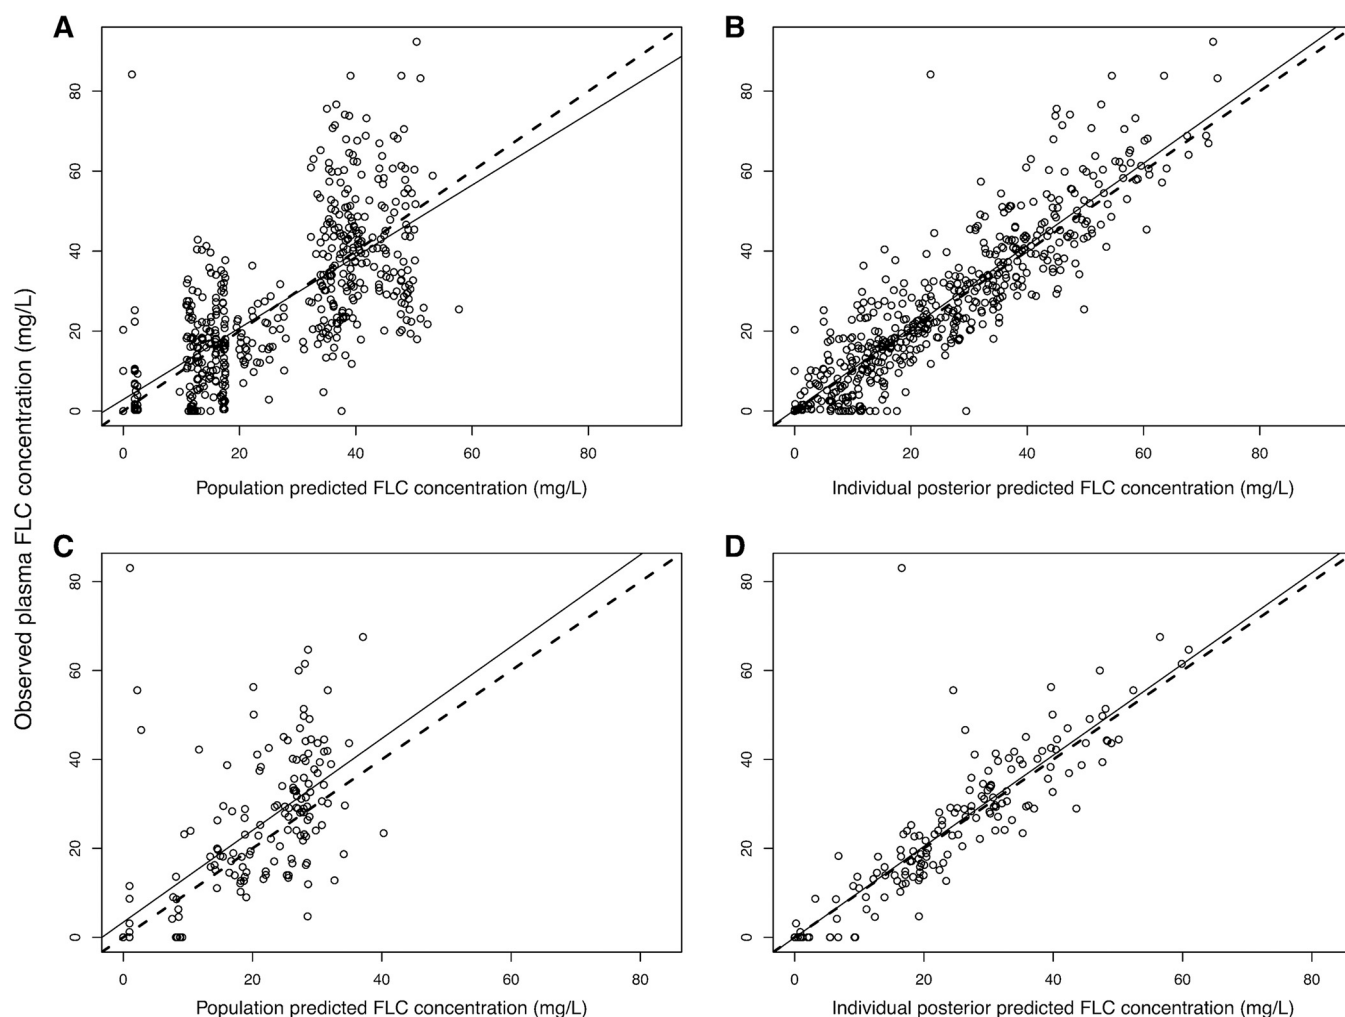 A
B
80
60
40
20
0
0 20 40 60 80
Population predicted FLC concentration (mg/L)
80
60
40
20
0
0 20 40 60 80
Individual posterior predicted FLC concentration (mg/L)
Observed plasma FLC concentration (mg/L)
C
D
80
60
40
20
0
0 20 40 60 80
Population predicted FLC concentration (mg/L)
80
60
40
20
0
0 20 40 60 80
Individual posterior predicted FLC concentration (mg/L)